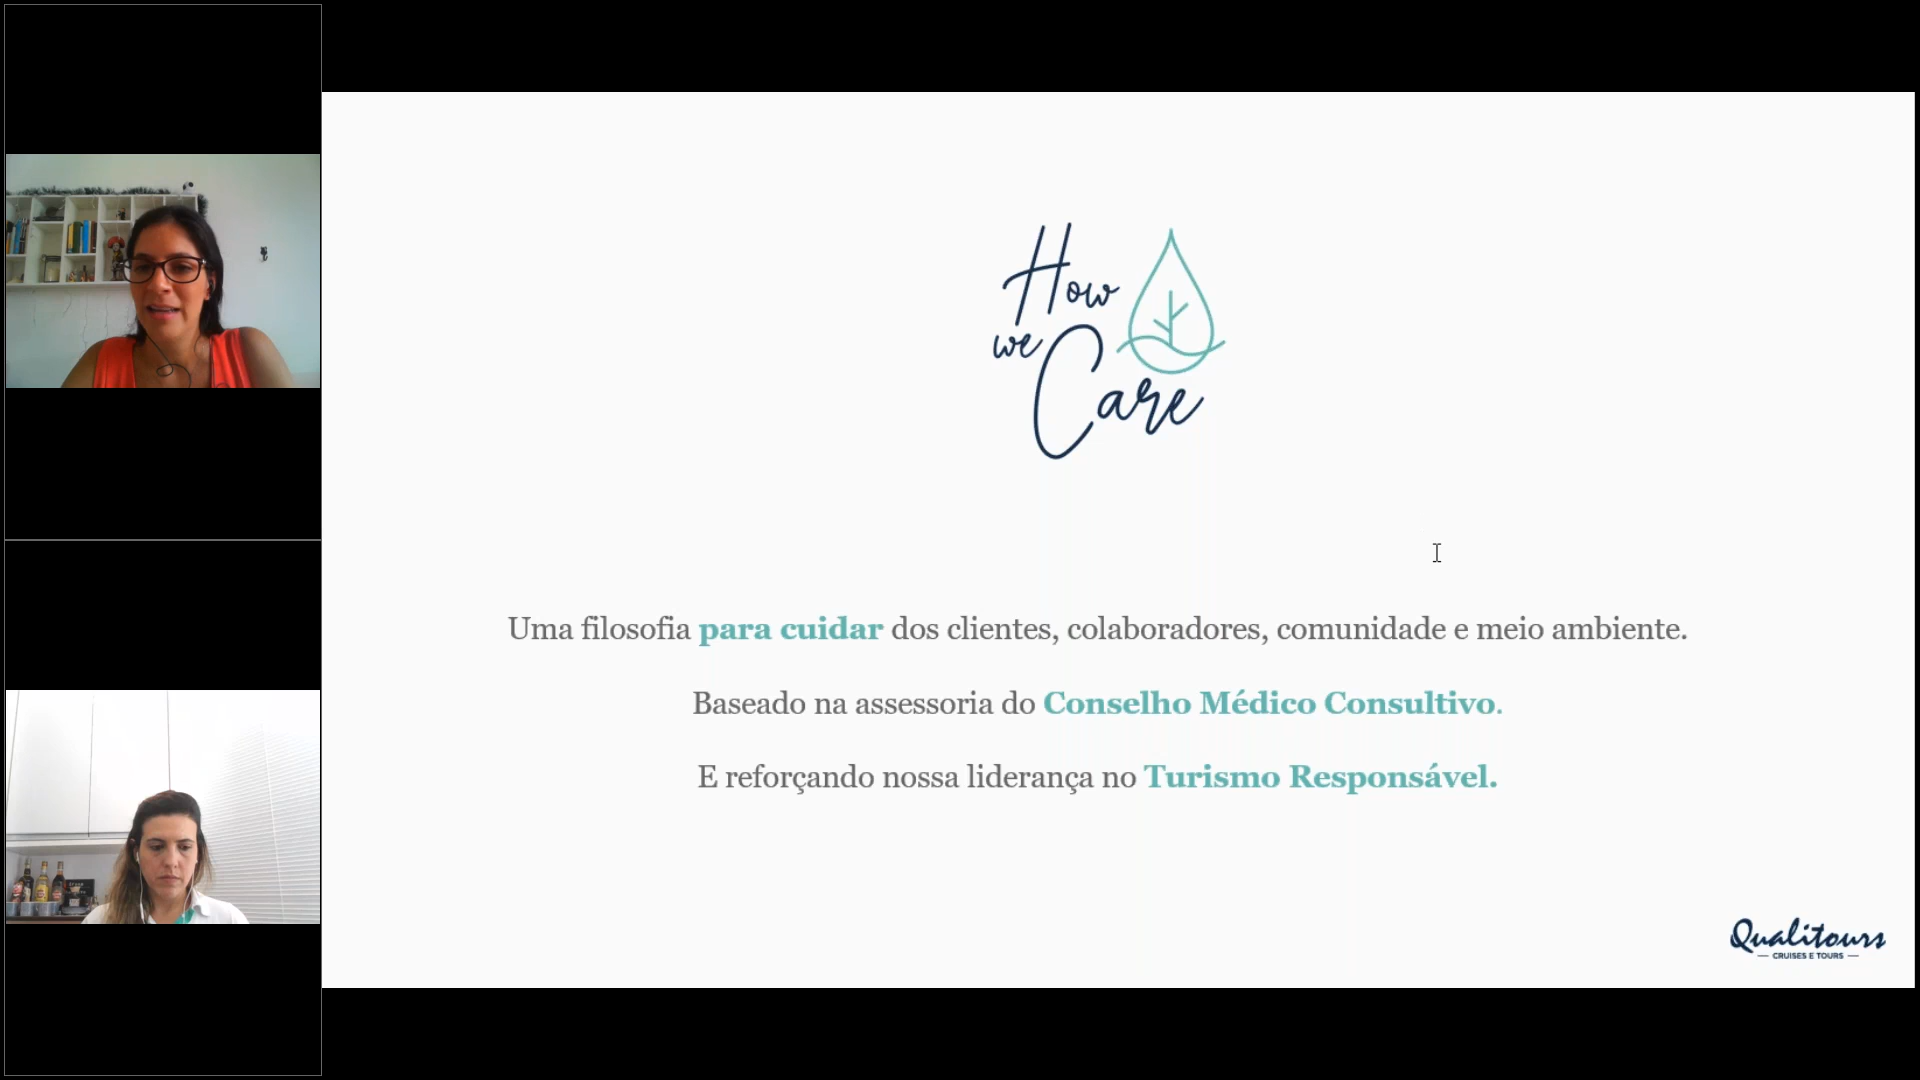 How
we
Care
Uma filosofia para cuidar dos clientes, colaboradores, comunidade e meio ambiente.
Baseado na assessoria do Conselho Médico Consultivo.
E reforçando nossa liderança no Turismo Responsável.
Qualitours
— CRUISES E TOURS —